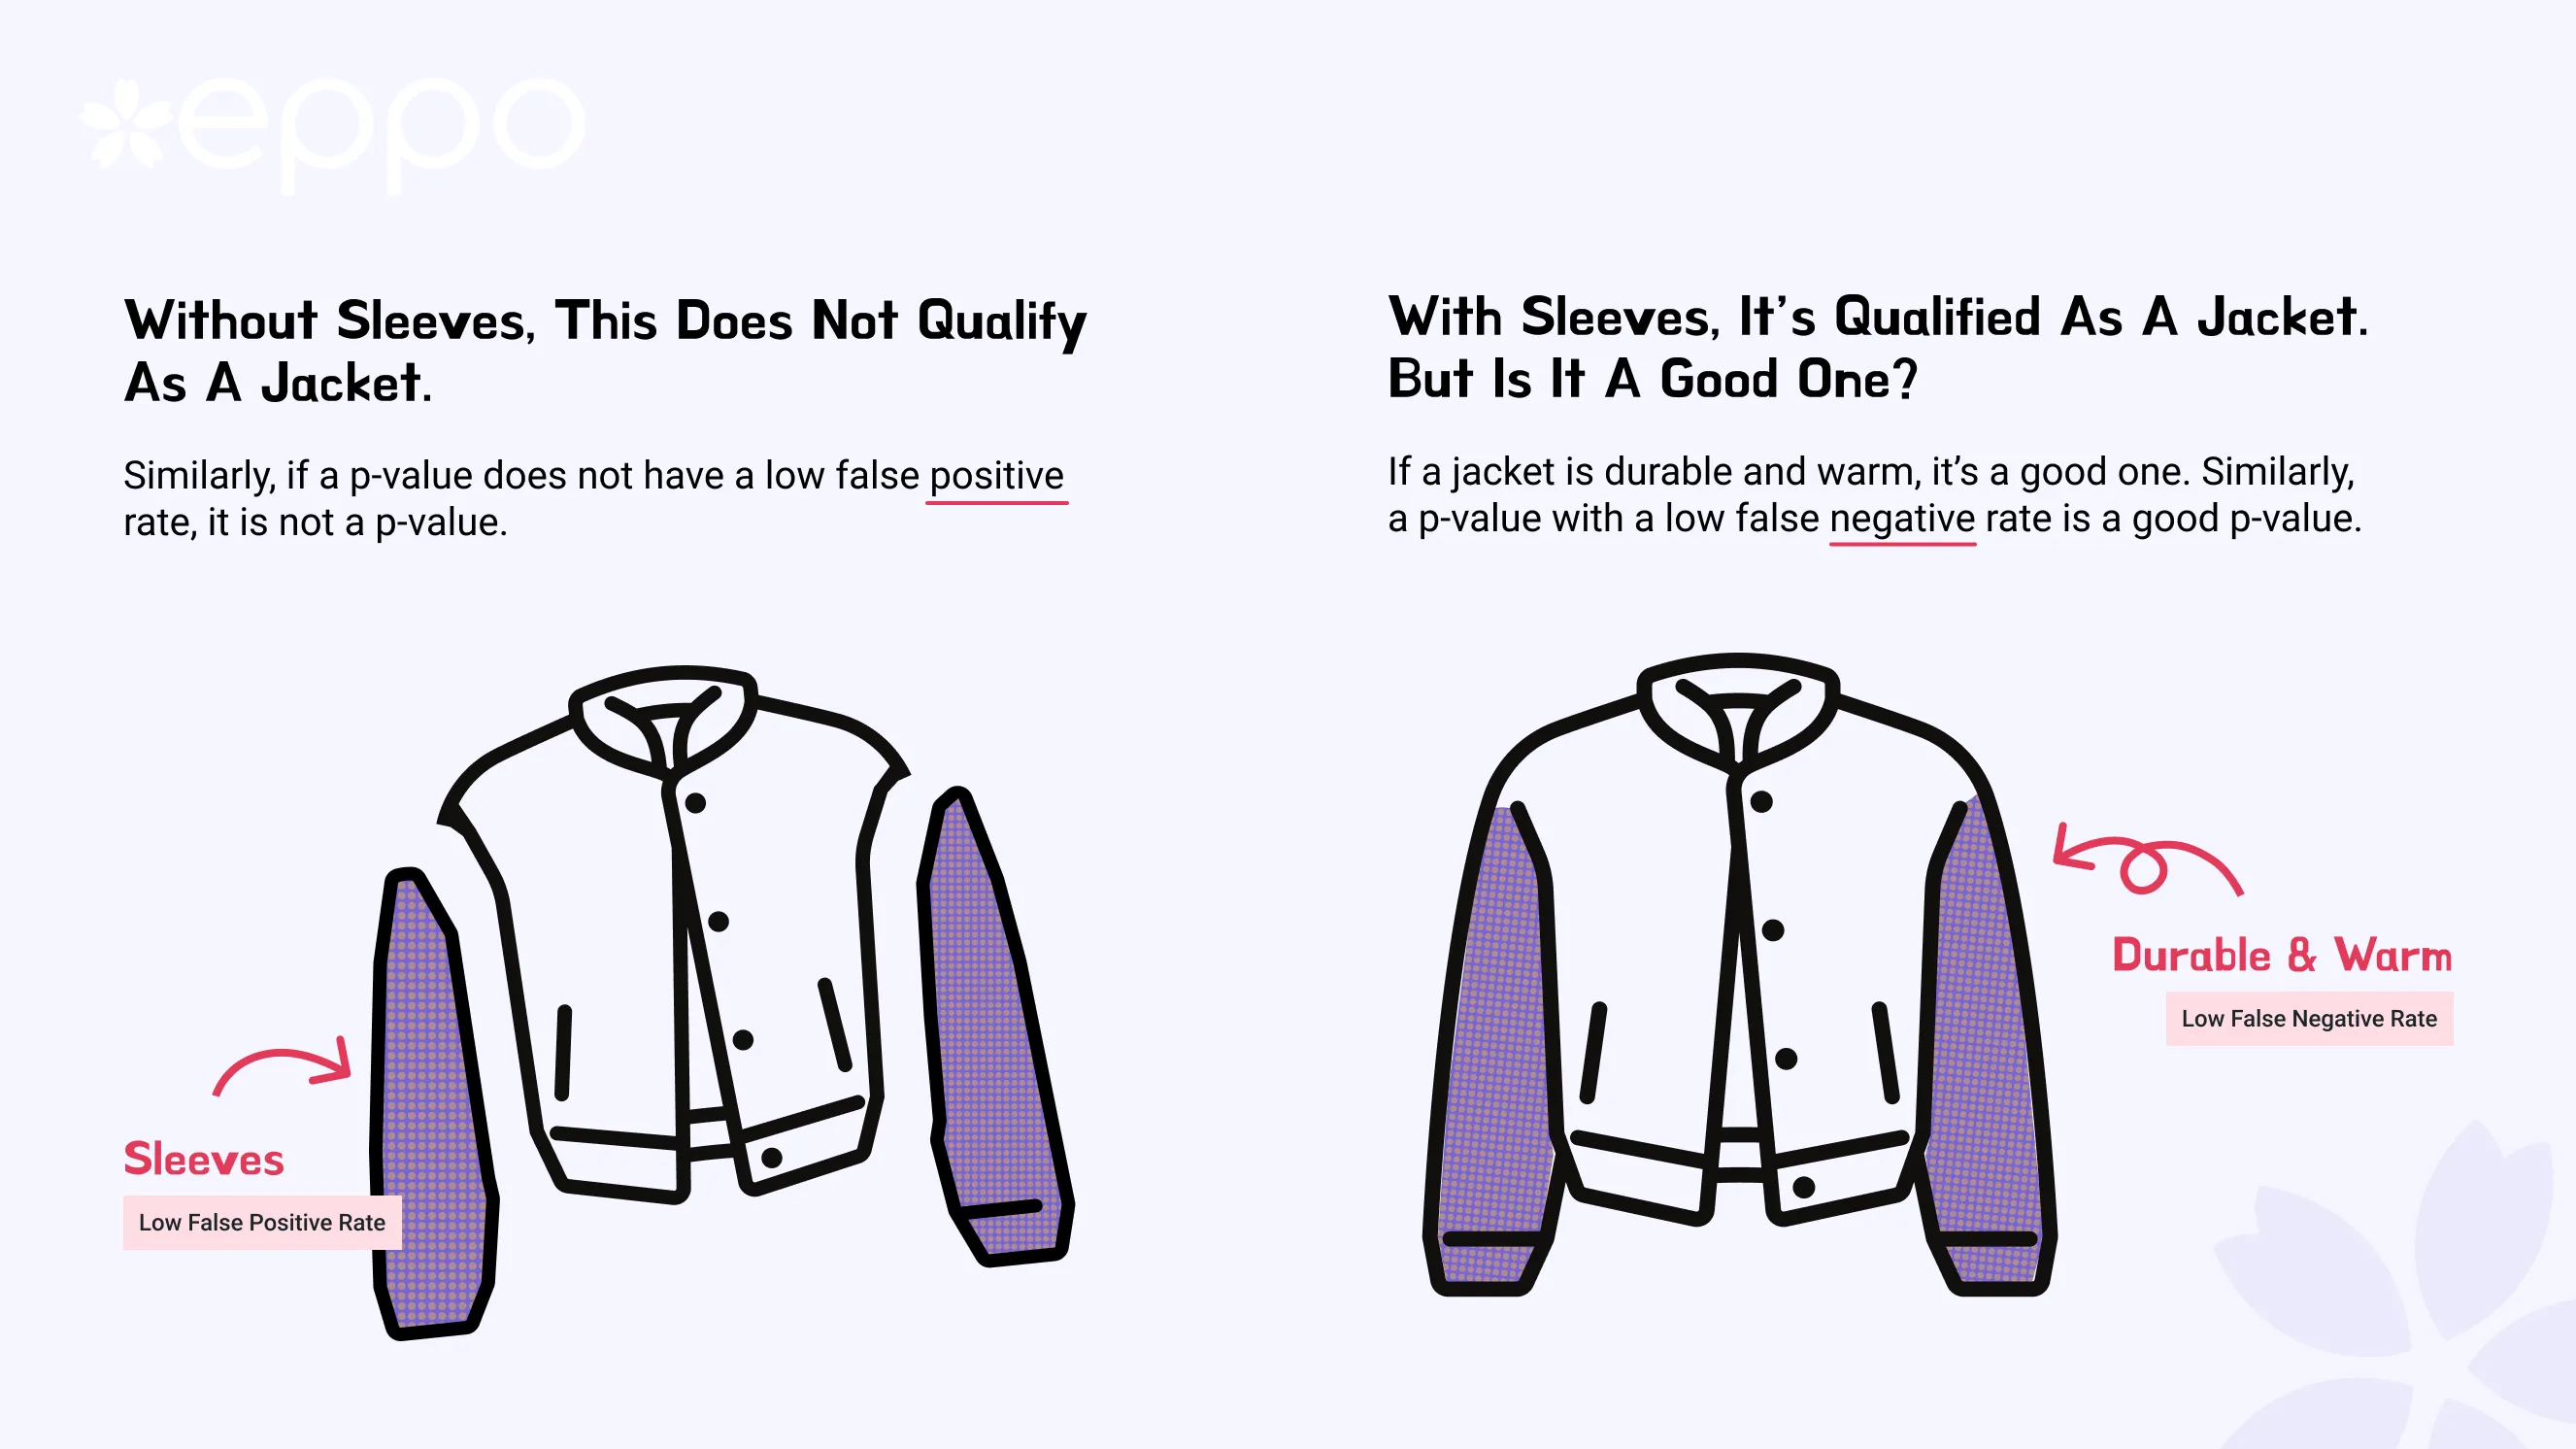 eppo
Without Sleeves, This Does Not Qualify
As A Jacket.
Similarly, if a p-value does not have a low false positive
rate, it is not a p-value.
Sleeves
Low False Positive Rate
With Sleeves, It’s Qualified As A Jacket.
But Is It A Good One?
If a jacket is durable and warm, it’s a good one. Similarly,
a p-value with a low false negative rate is a good p-value.
Durable & Warm
Low False Negative Rate